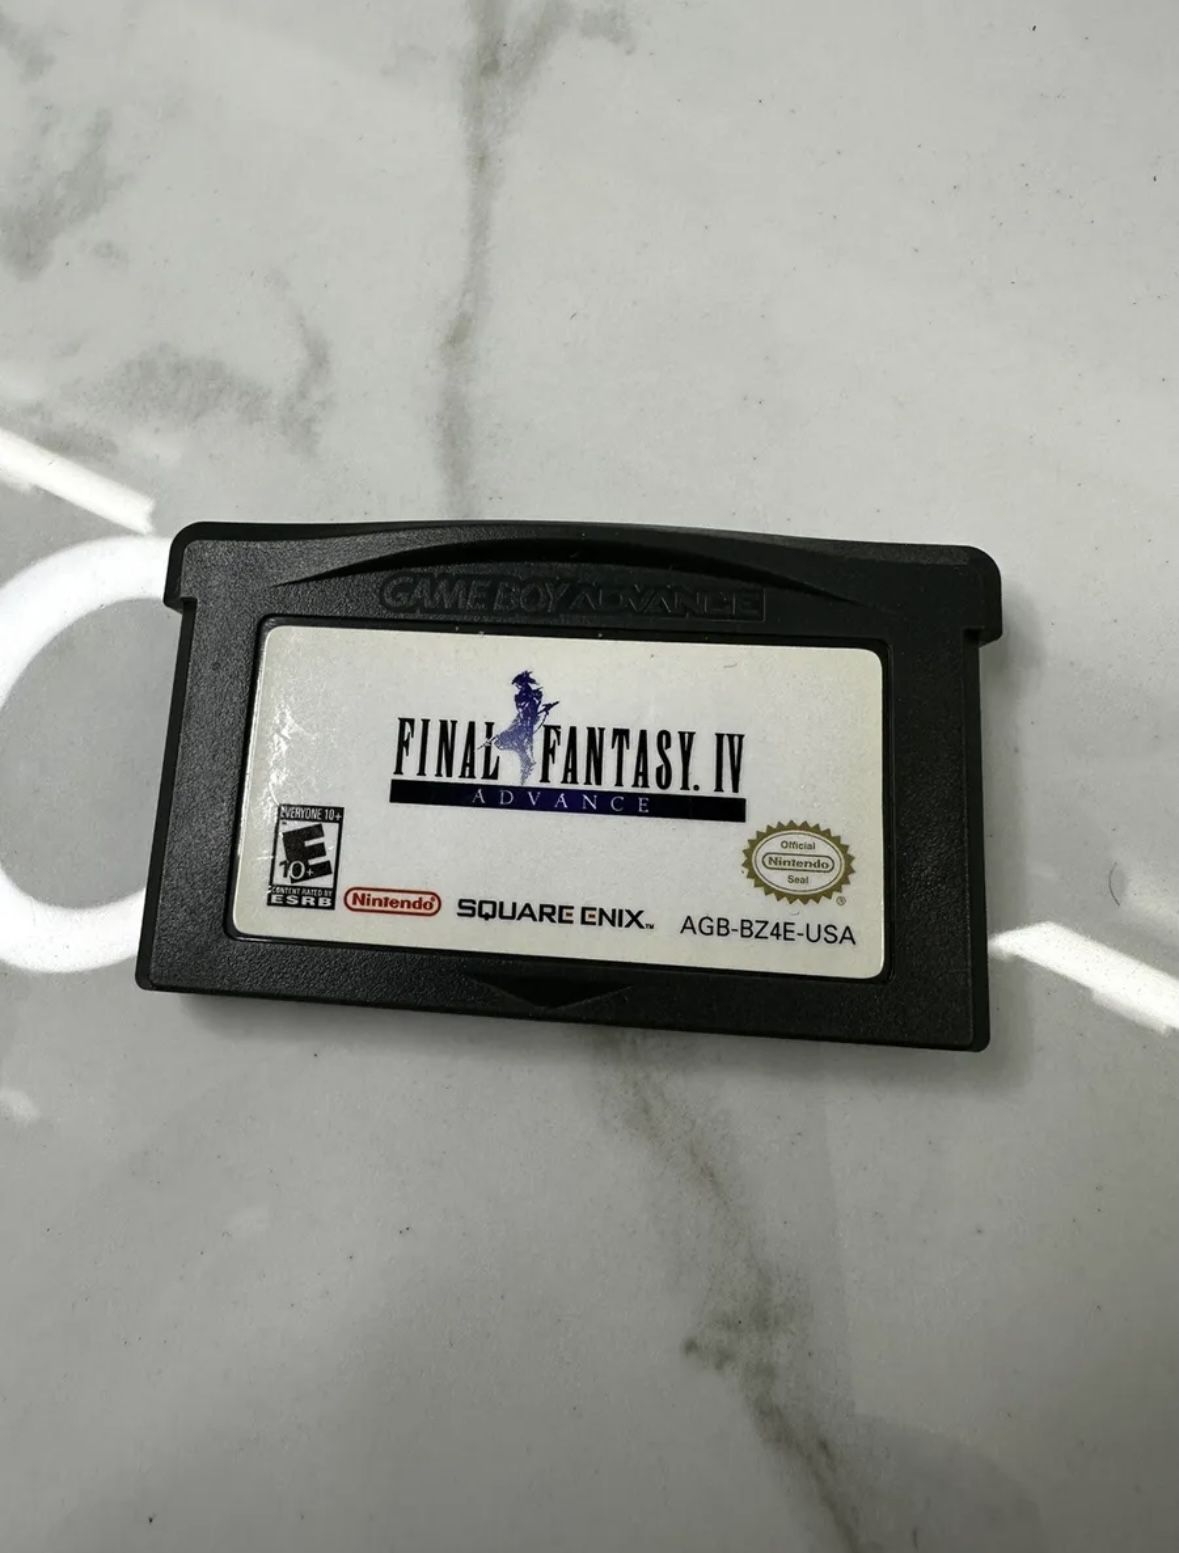 GAME BOY ADVANCE
FINAL FANTASY. IV
ADVANCE
EVERYONE 10+
E
10+
CONTENT RATED BY
ESRB
Nintendo®
SQUARE ENIX™
Official
Nintendo
Seal
®
AGB-BZ4E-USA